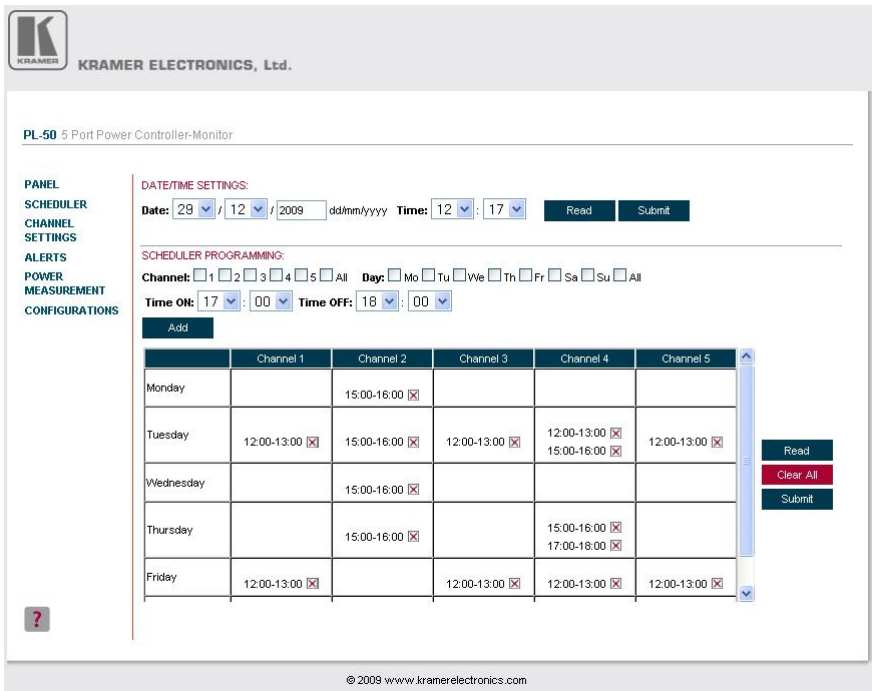 K
KRAMER
KRAMER ELECTRONICS, Ltd.
PL-50 5 Port Power Controller-Monitor
PANEL
SCHEDULER
CHANNEL
SETTINGS
ALERTS
POWER
MEASUREMENT
CONFIGURATIONS
DATE/TIME SETTINGS:
Date: 29 / 12 / 2009 dd/mm/yyyy Time: 12 : 17 Read Submit
SCHEDULER PROGRAMMING:
Channel: 1 2 3 4 5 All Day: Mo Tu We Th Fr Sa Su All
Time ON: 17 : 00 Time OFF: 18 : 00
Add
Channel 1 Channel 2 Channel 3 Channel 4 Channel 5
Monday 15:00-16:00
Tuesday 12:00-13:00 15:00-16:00 12:00-13:00 12:00-13:00 12:00-13:00
15:00-16:00
Wednesday 15:00-16:00
Thursday 15:00-16:00 15:00-16:00
17:00-18:00
Friday 12:00-13:00 12:00-13:00 12:00-13:00 12:00-13:00
Read
Clear All
Submit
?
© 2009 www.kramerelectronics.com